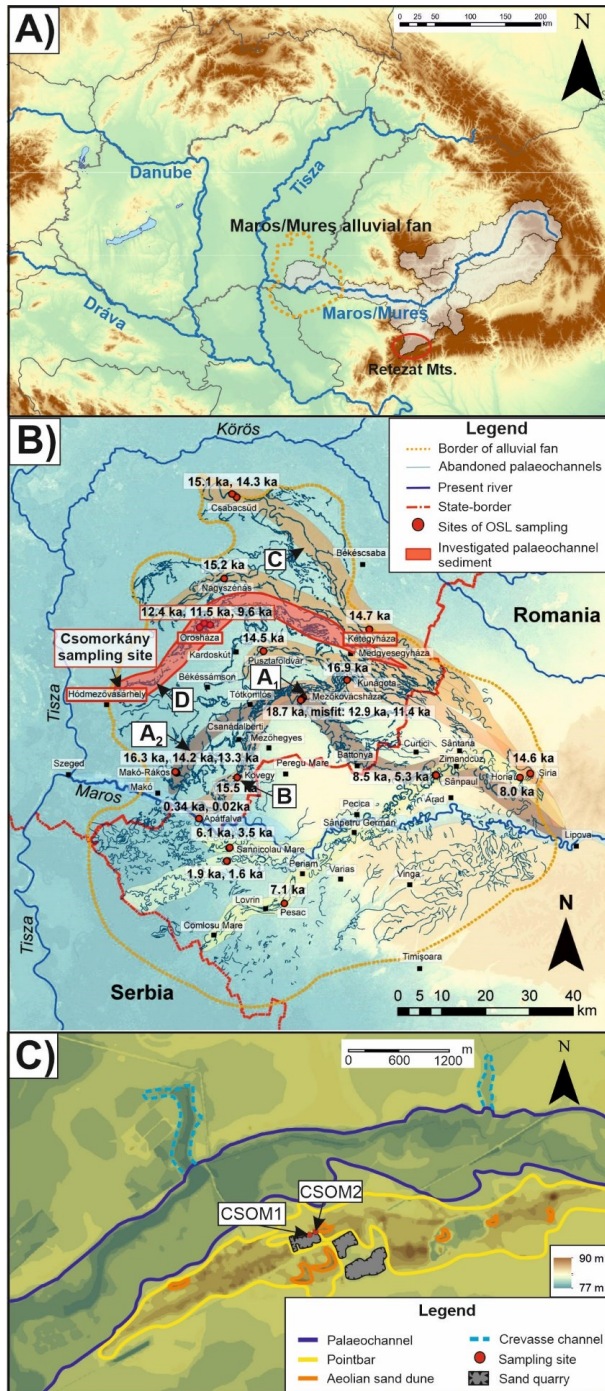 A)
0 25 50 100 150 200
km
N
Danube
Tisza
Maros/Mureş alluvial fan
Dráva
Maros/Mureş
Retezat Mts.
B)
Körös
Legend
Border of alluvial fan
Abandoned palaeochannels
Present river
State-border
Sites of OSL sampling
Investigated palaeochannel
sediment
15.1 ka, 14.3 ka
Csabacsűd
C
Békéscsaba
15.2 ka
Nagyszénás
12.4 ka, 11.5 ka, 9.6 ka
14.7 ka
Romania
Csomorkány
sampling site
Orosháza
Kétegyháza
14.5 ka
Kardoskút
Pusztaföldvár
Medgyesegyháza
A1
16.9 ka
Hódmezővásárhely
Békéssámson
Kunágota
D
Tótkomlós
Mezőkovácsháza
Tisza
A2
18.7 ka, misfit: 12.9 ka, 11.4 ka
Csanádalberti
Mezőhegyes
16.3 ka, 14.2 ka, 13.3 ka
Battonya
Curtici
Sântana
Zimandcuz
14.6 ka
Szeged
Makó-Rákos
Kövegy
Peregu Mare
8.5 ka, 5.3 ka
Sânpaul
Horia
Şiria
Maros
Makó
15.5 ka
B
8.0 ka
0.34 ka, 0.02ka
Pecica
Arad
Apátfalva
Sânpetru German
6.1 ka, 3.5 ka
Lipova
Sannicolau Mare
Periam
1.9 ka, 1.6 ka
Varias
Vinga
7.1 ka
N
Lovrin
Pesac
Tisza
Comlosu Mare
Timişoara
Serbia
0 5 10 20 30 40
km
C)
0 600 1200 m
N
CSOM2
CSOM1
90 m
77 m
Legend
Palaeochannel
Crevasse channel
Pointbar
Sampling site
Aeolian sand dune
Sand quarry